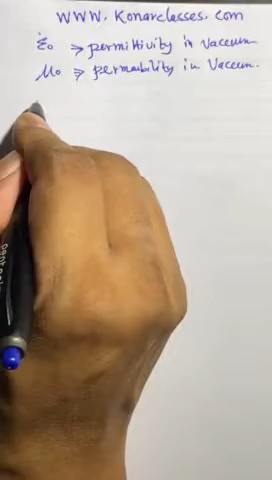 www.Konarclasses.com
ε0 ⇒ permittivity in vaccum
μ0 ⇒ permeability in Vaccum.